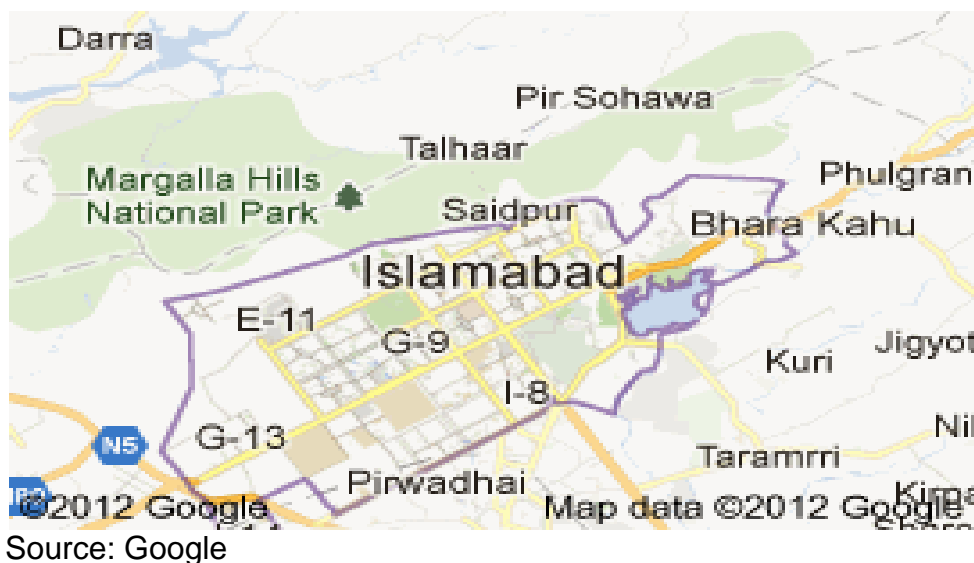 Darra
Pir Sohawa
Talhaar
Phulgran
Margalla Hills
National Park
Saidpur
Bhara Kahu
Islamabad
E-11
G-9
Jigyot
Kuri
I-8
G-13
N5
Nil
Taramrri
Pirwadhai
©2012 Google
Map data ©2012 Google
Source: Google